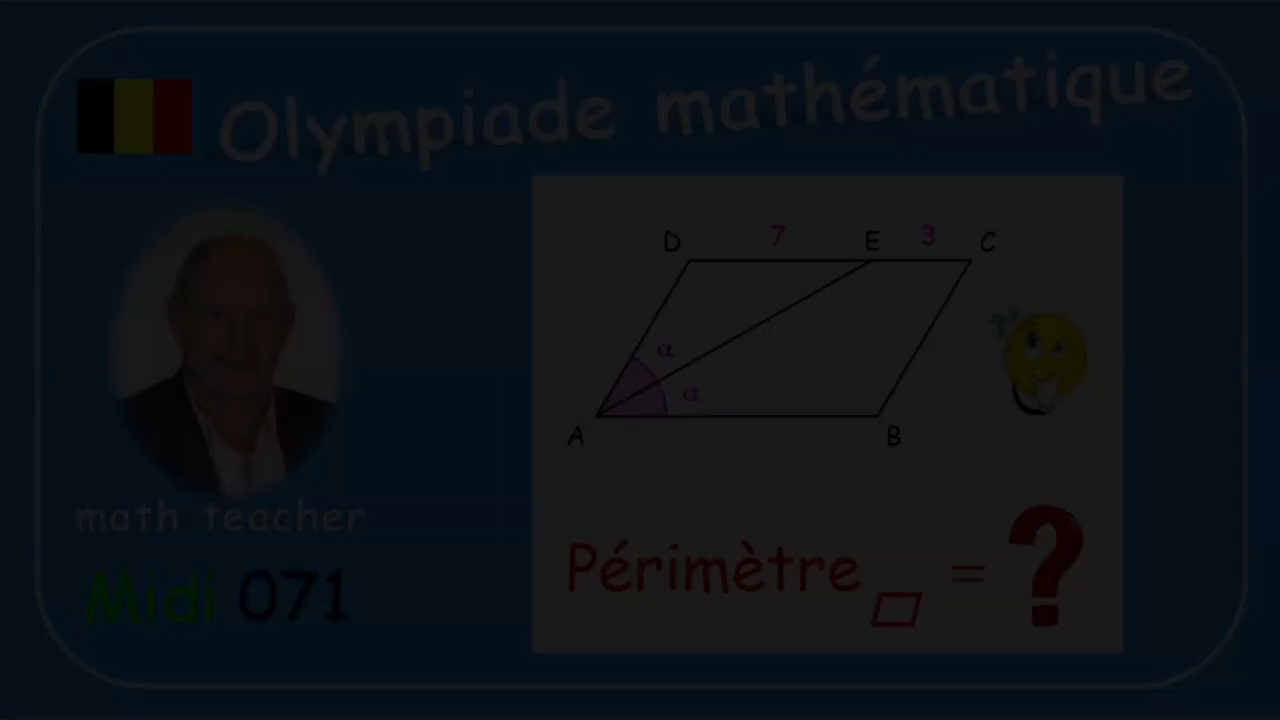 Olympiade mathématique
D 7 E 3 C
?
α
α
A B
math teacher
Périmètre = ?
Midi 071